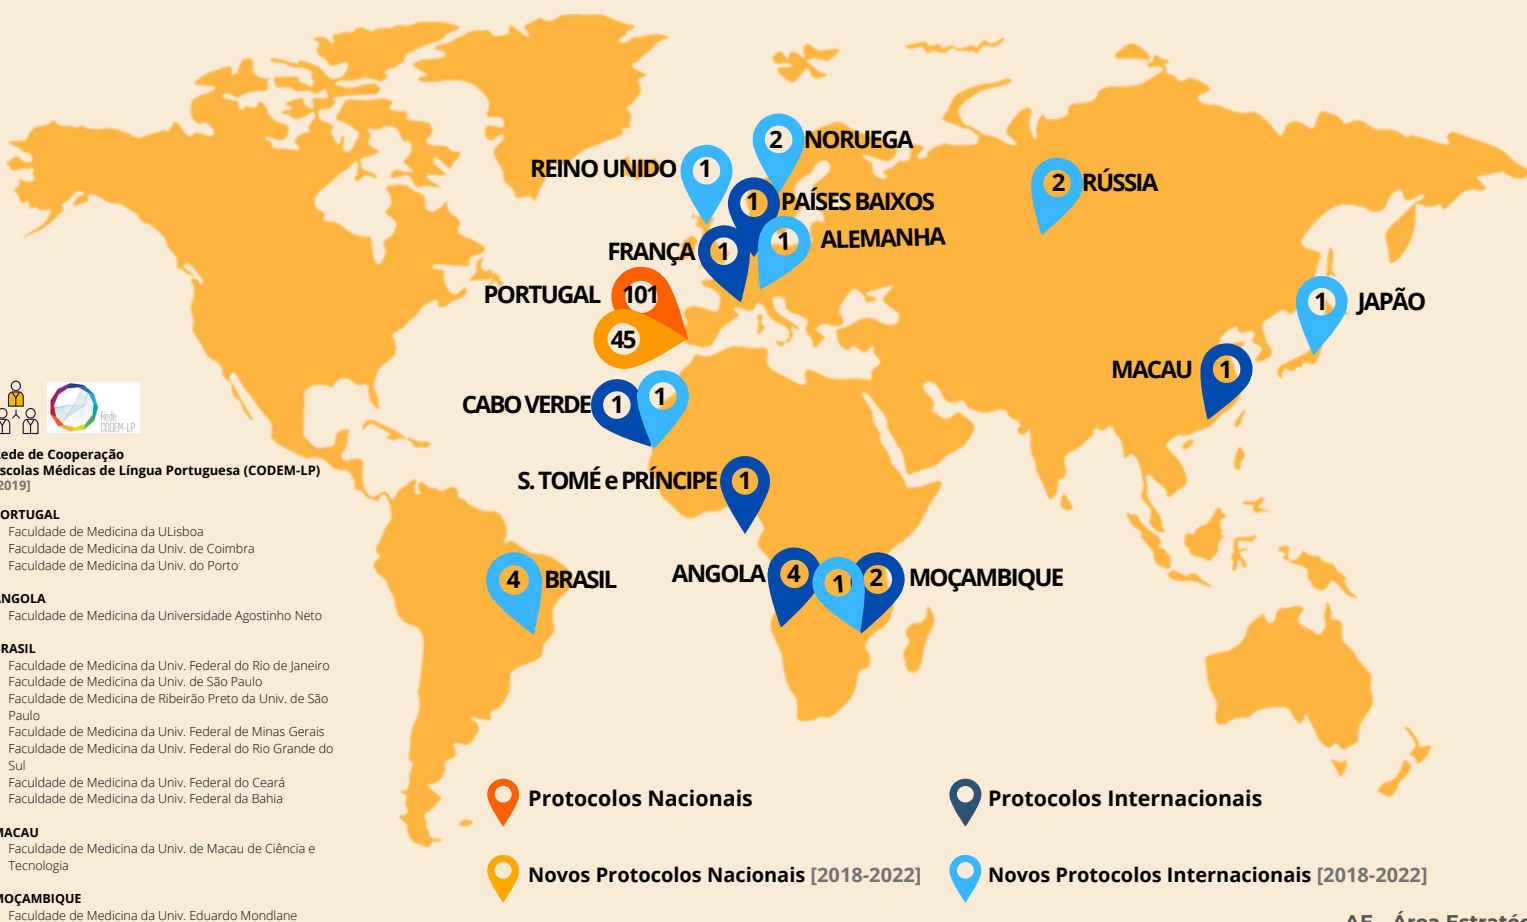 2 NORUEGA
REINO UNIDO 1
2 RÚSSIA
1 PAÍSES BAIXOS
1 ALEMANHA
FRANÇA 1
PORTUGAL 101
45
1 JAPÃO
MACAU 1
CABO VERDE 1 1
S. TOMÉ e PRÍNCIPE 1
4 BRASIL
ANGOLA 4 1 2 MOÇAMBIQUE
Rede
CODEM-LP
ede de Cooperação
scolas Médicas de Língua Portuguesa (CODEM-LP)
2019]
ORTUGAL
Faculdade de Medicina da ULisboa
Faculdade de Medicina da Univ. de Coimbra
Faculdade de Medicina da Univ. do Porto
NGOLA
Faculdade de Medicina da Universidade Agostinho Neto
RASIL
Faculdade de Medicina da Univ. Federal do Rio de Janeiro
Faculdade de Medicina da Univ. de São Paulo
Faculdade de Medicina de Ribeirão Preto da Univ. de São
Paulo
Faculdade de Medicina da Univ. Federal de Minas Gerais
Faculdade de Medicina da Univ. Federal do Rio Grande do
Sul
Faculdade de Medicina da Univ. Federal do Ceará
Faculdade de Medicina da Univ. Federal da Bahia
MACAU
Faculdade de Medicina da Univ. de Macau de Ciência e
Tecnologia
MOÇAMBIQUE
Faculdade de Medicina da Univ. Eduardo Mondlane
Protocolos Nacionais
Protocolos Internacionais
Novos Protocolos Nacionais [2018-2022]
Novos Protocolos Internacionais [2018-2022]